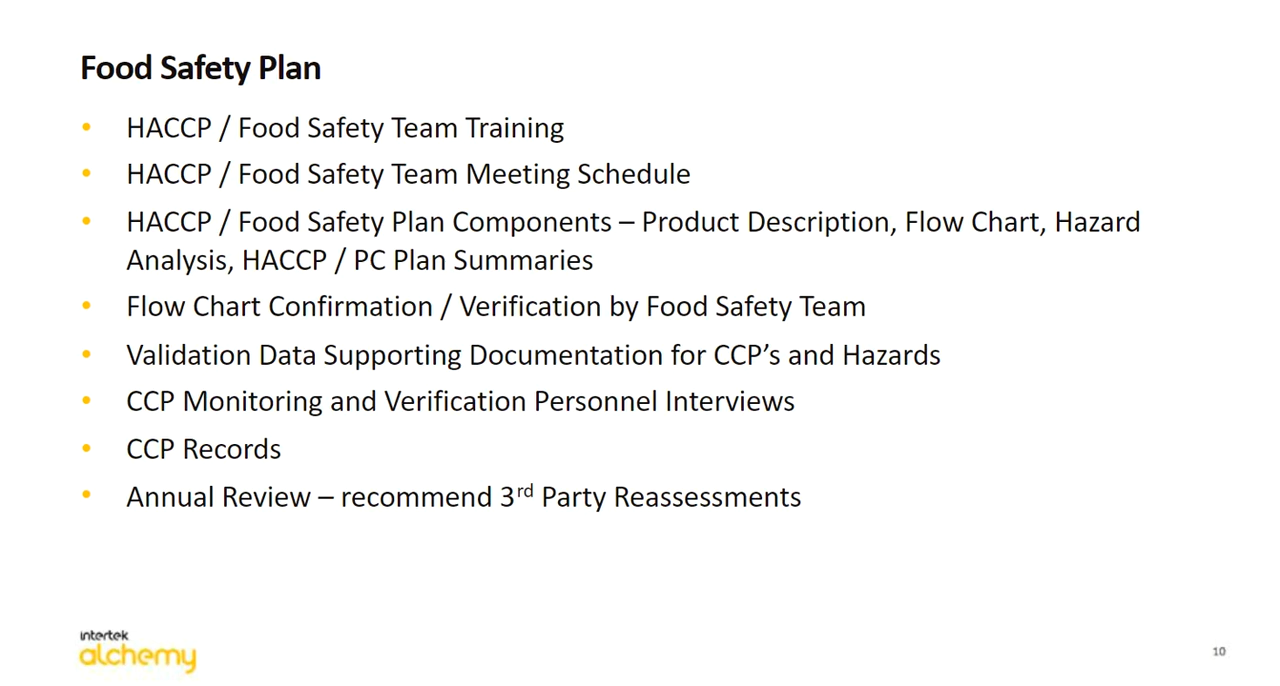 Food Safety Plan
• HACCP / Food Safety Team Training
• HACCP / Food Safety Team Meeting Schedule
• HACCP / Food Safety Plan Components – Product Description, Flow Chart, Hazard
Analysis, HACCP / PC Plan Summaries
• Flow Chart Confirmation / Verification by Food Safety Team
• Validation Data Supporting Documentation for CCP’s and Hazards
• CCP Monitoring and Verification Personnel Interviews
• CCP Records
• Annual Review – recommend 3rd Party Reassessments
intertek
alchemy
10